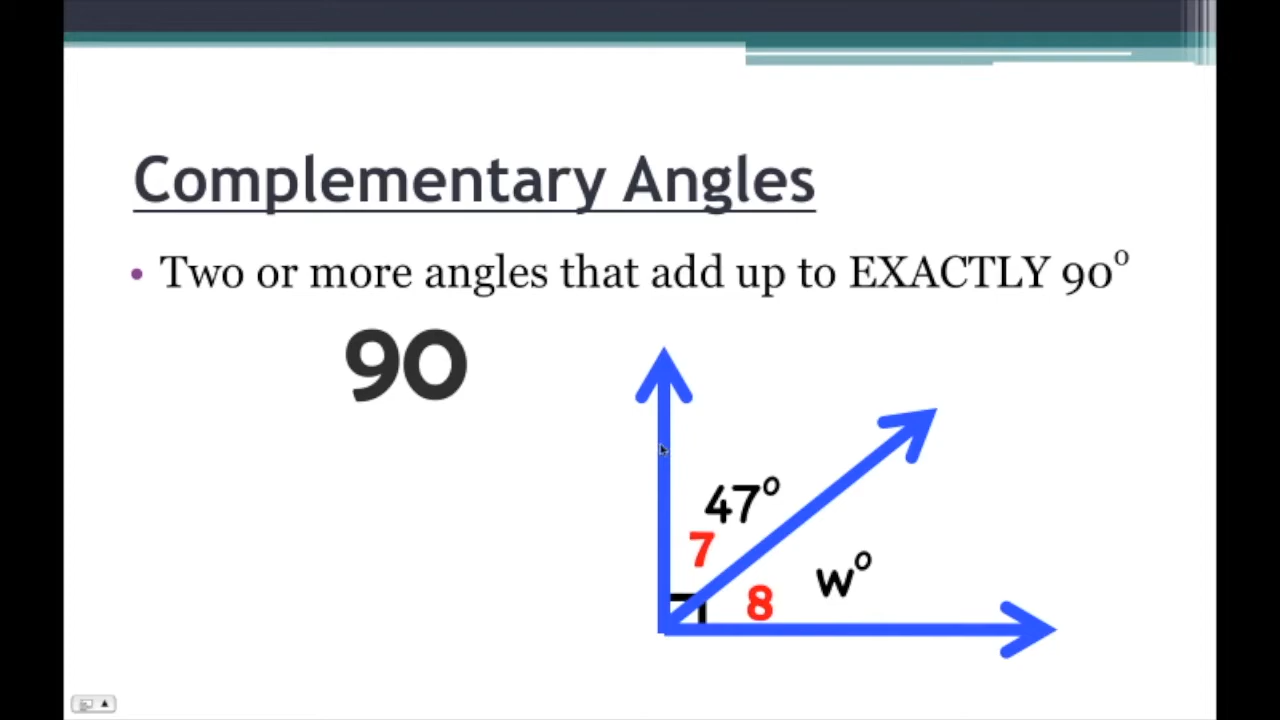 Complementary Angles
• Two or more angles that add up to EXACTLY 90°
90
47°
7
w°
8